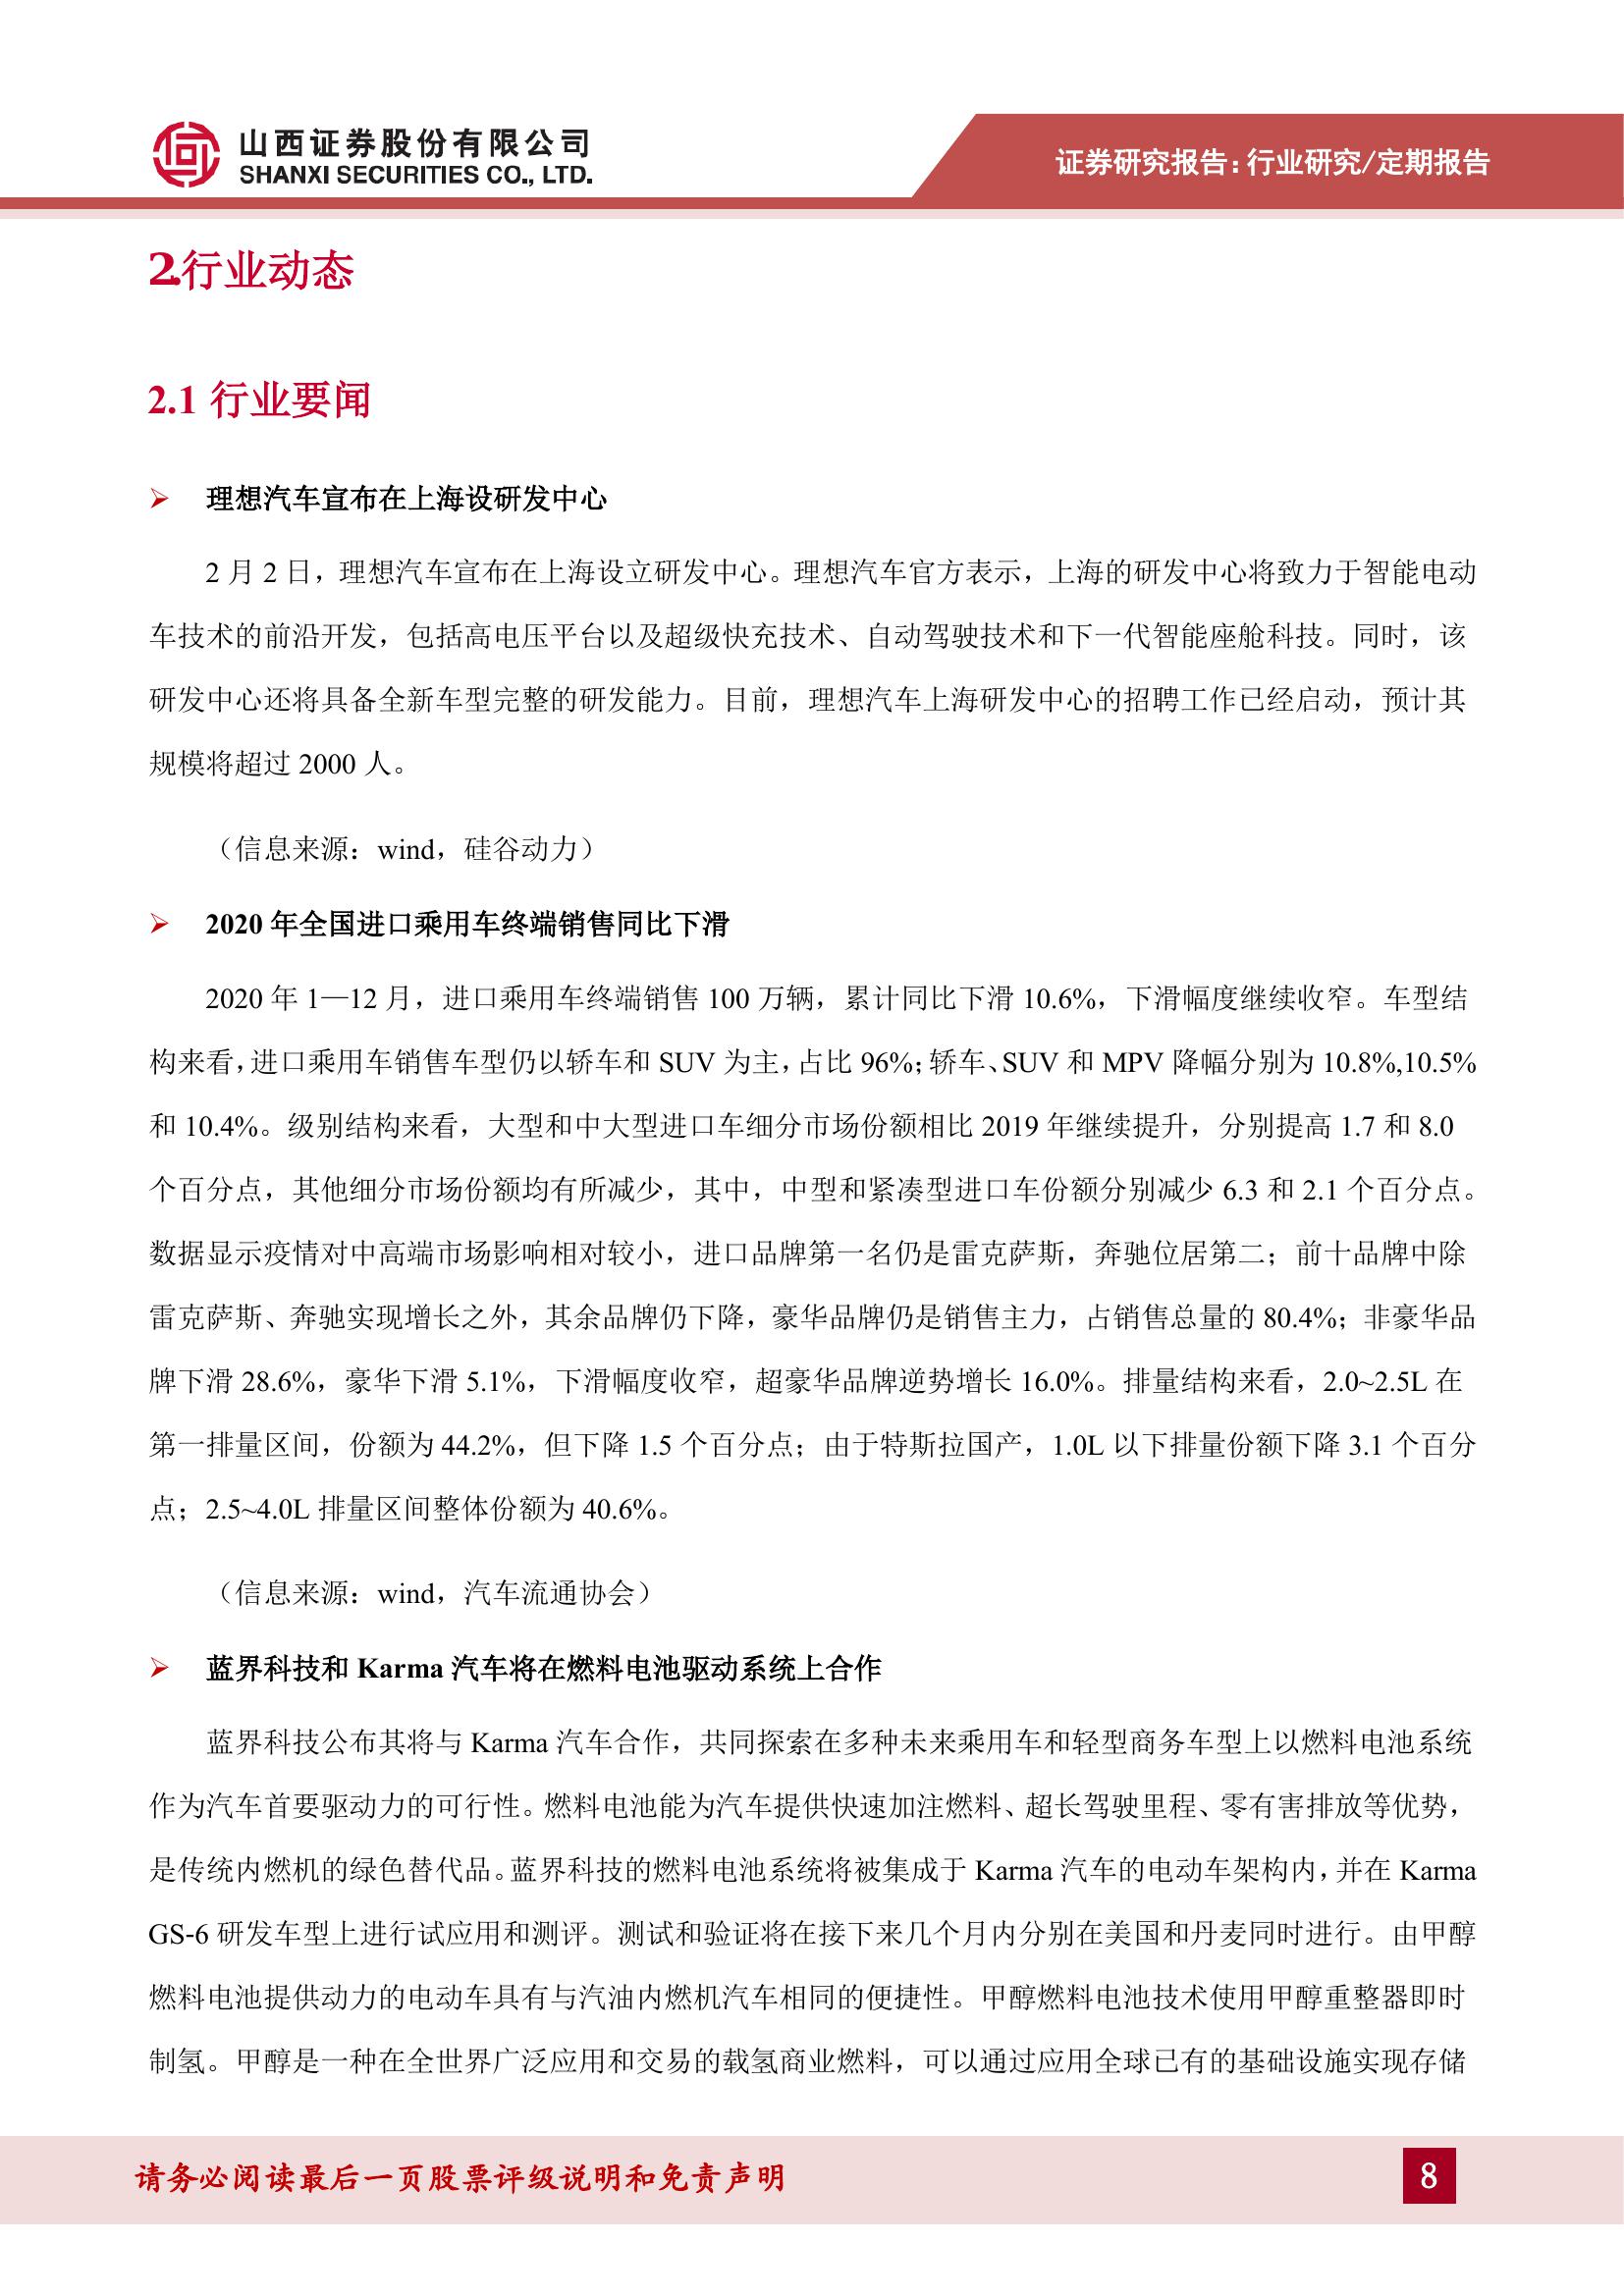 山西证券股份有限公司
SHANXI SECURITIES CO., LTD.
证券研究报告：行业研究/定期报告
2.行业动态
2.1 行业要闻
➢ 理想汽车宣布在上海设研发中心
2 月 2 日，理想汽车宣布在上海设立研发中心。理想汽车官方表示，上海的研发中心将致力于智能电动
车技术的前沿开发，包括高电压平台以及超级快充技术、自动驾驶技术和下一代智能座舱科技。同时，该
研发中心还将具备全新车型完整的研发能力。目前，理想汽车上海研发中心的招聘工作已经启动，预计其
规模将超过 2000 人。
（信息来源：wind，硅谷动力）
➢ 2020 年全国进口乘用车终端销售同比下滑
2020 年 1—12 月，进口乘用车终端销售 100 万辆，累计同比下滑 10.6%，下滑幅度继续收窄。车型结
构来看，进口乘用车销售车型仍以轿车和 SUV 为主，占比 96%；轿车、SUV 和 MPV 降幅分别为 10.8%,10.5%
和 10.4%。级别结构来看，大型和中大型进口车细分市场份额相比 2019 年继续提升，分别提高 1.7 和 8.0
个百分点，其他细分市场份额均有所减少，其中，中型和紧凑型进口车份额分别减少 6.3 和 2.1 个百分点。
数据显示疫情对中高端市场影响相对较小，进口品牌第一名仍是雷克萨斯，奔驰位居第二；前十品牌中除
雷克萨斯、奔驰实现增长之外，其余品牌仍下降，豪华品牌仍是销售主力，占销售总量的 80.4%；非豪华品
牌下滑 28.6%，豪华下滑 5.1%，下滑幅度收窄，超豪华品牌逆势增长 16.0%。排量结构来看，2.0~2.5L 在
第一排量区间，份额为 44.2%，但下降 1.5 个百分点；由于特斯拉国产，1.0L 以下排量份额下降 3.1 个百分
点；2.5~4.0L 排量区间整体份额为 40.6%。
（信息来源：wind，汽车流通协会）
➢ 蓝界科技和 Karma 汽车将在燃料电池驱动系统上合作
蓝界科技公布其将与 Karma 汽车合作，共同探索在多种未来乘用车和轻型商务车型上以燃料电池系统
作为汽车首要驱动力的可行性。燃料电池能为汽车提供快速加注燃料、超长驾驶里程、零有害排放等优势，
是传统内燃机的绿色替代品。蓝界科技的燃料电池系统将被集成于 Karma 汽车的电动车架构内，并在 Karma
GS-6 研发车型上进行试应用和测评。测试和验证将在接下来几个月内分别在美国和丹麦同时进行。由甲醇
燃料电池提供动力的电动车具有与汽油内燃机汽车相同的便捷性。甲醇燃料电池技术使用甲醇重整器即时
制氢。甲醇是一种在全世界广泛应用和交易的载氢商业燃料，可以通过应用全球已有的基础设施实现存储
请务必阅读最后一页股票评级说明和免责声明
8